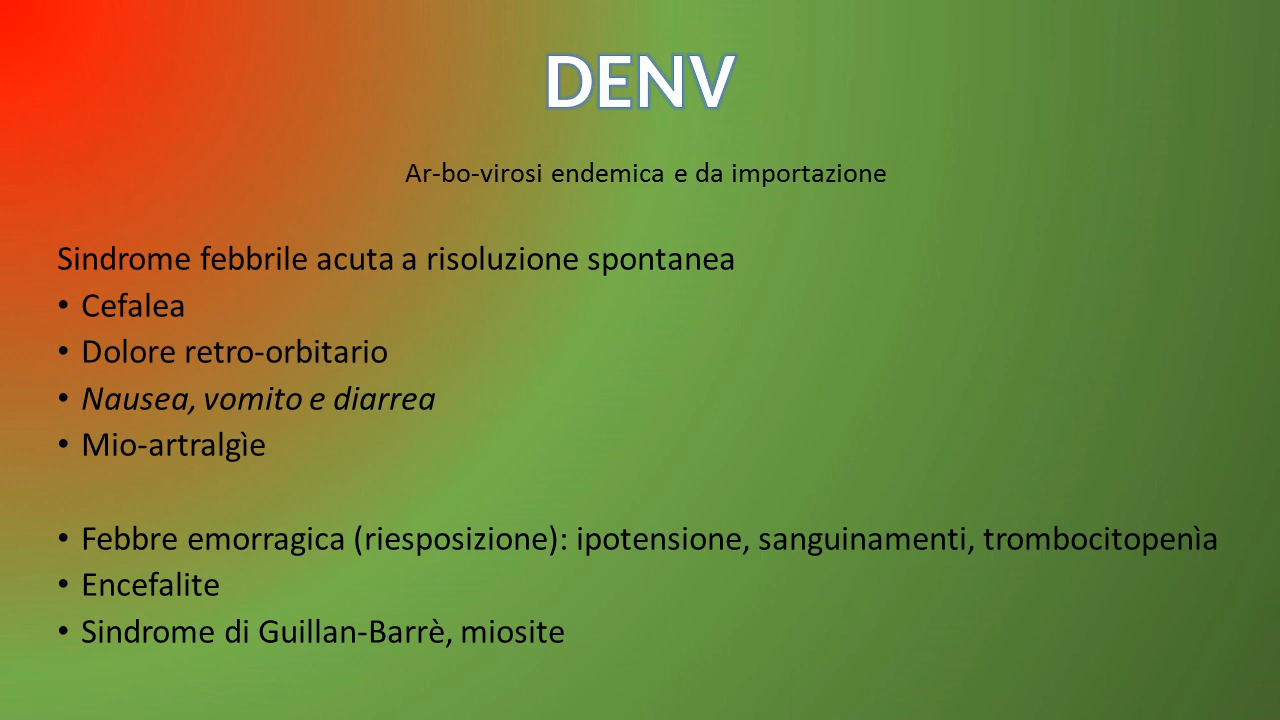 DENV
Ar-bo-virosi endemica e da importazione
Sindrome febbrile acuta a risoluzione spontanea
• Cefalea
• Dolore retro-orbitario
• Nausea, vomito e diarrea
• Mio-artralgìe
• Febbre emorragica (riesposizione): ipotensione, sanguinamenti, trombocitopenìa
• Encefalite
• Sindrome di Guillan-Barrè, miosite